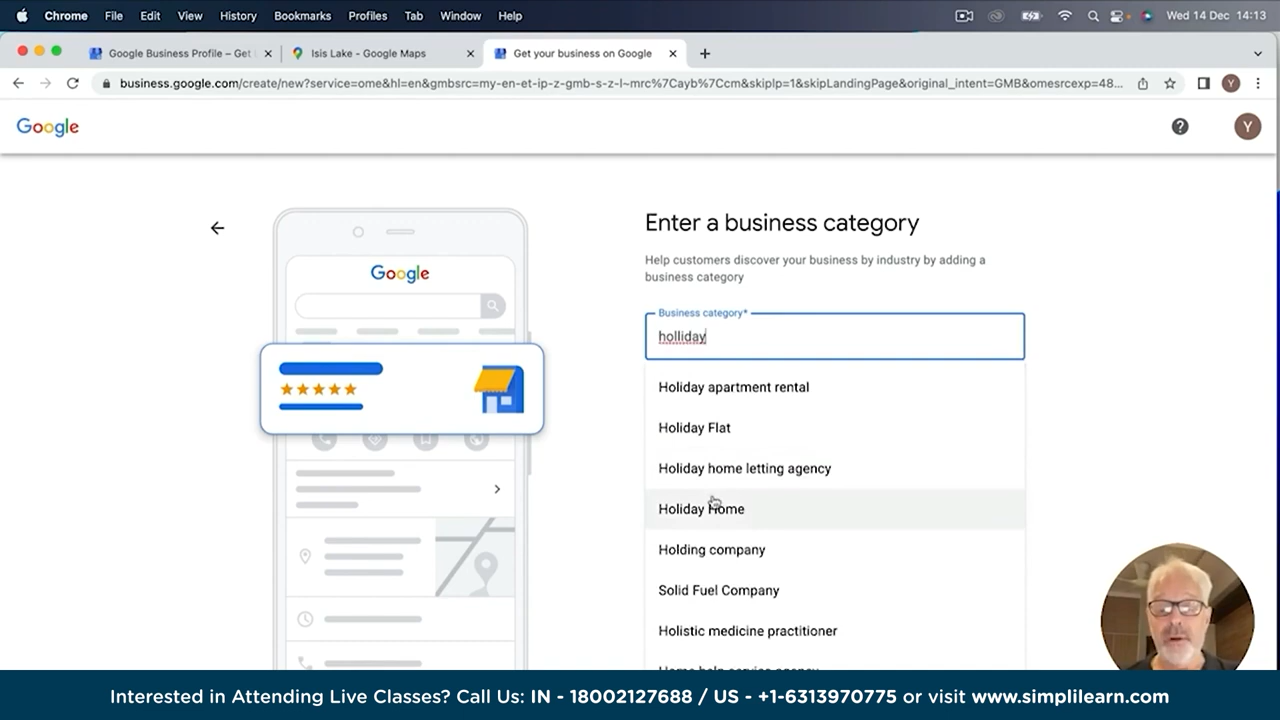 Chrome File Edit View History Bookmarks Profiles Tab Window Help Wed 14 Dec 14:13
Google Business Profile – Get Isis Lake - Google Maps Get your business on Google
business.google.com/create/new?service=ome&hl=en&gmbsrc=my-en-et-ip-z-gmb-s-z-l~mrc%7Cayb%7Ccm&skiplp=1&skipLandingPage&original_intent=GMB&omesrcexp=48... Y
Google Y
Enter a business category
Help customers discover your business by industry by adding a
business category
Google
Business category*
holliday
Holiday apartment rental
Holiday Flat
Holiday home letting agency
Holiday Home
Holding company
Solid Fuel Company
Holistic medicine practitioner
Home help service agency
Interested in Attending Live Classes? Call Us: IN - 18002127688 / US - +1-6313970775 or visit www.simplilearn.com